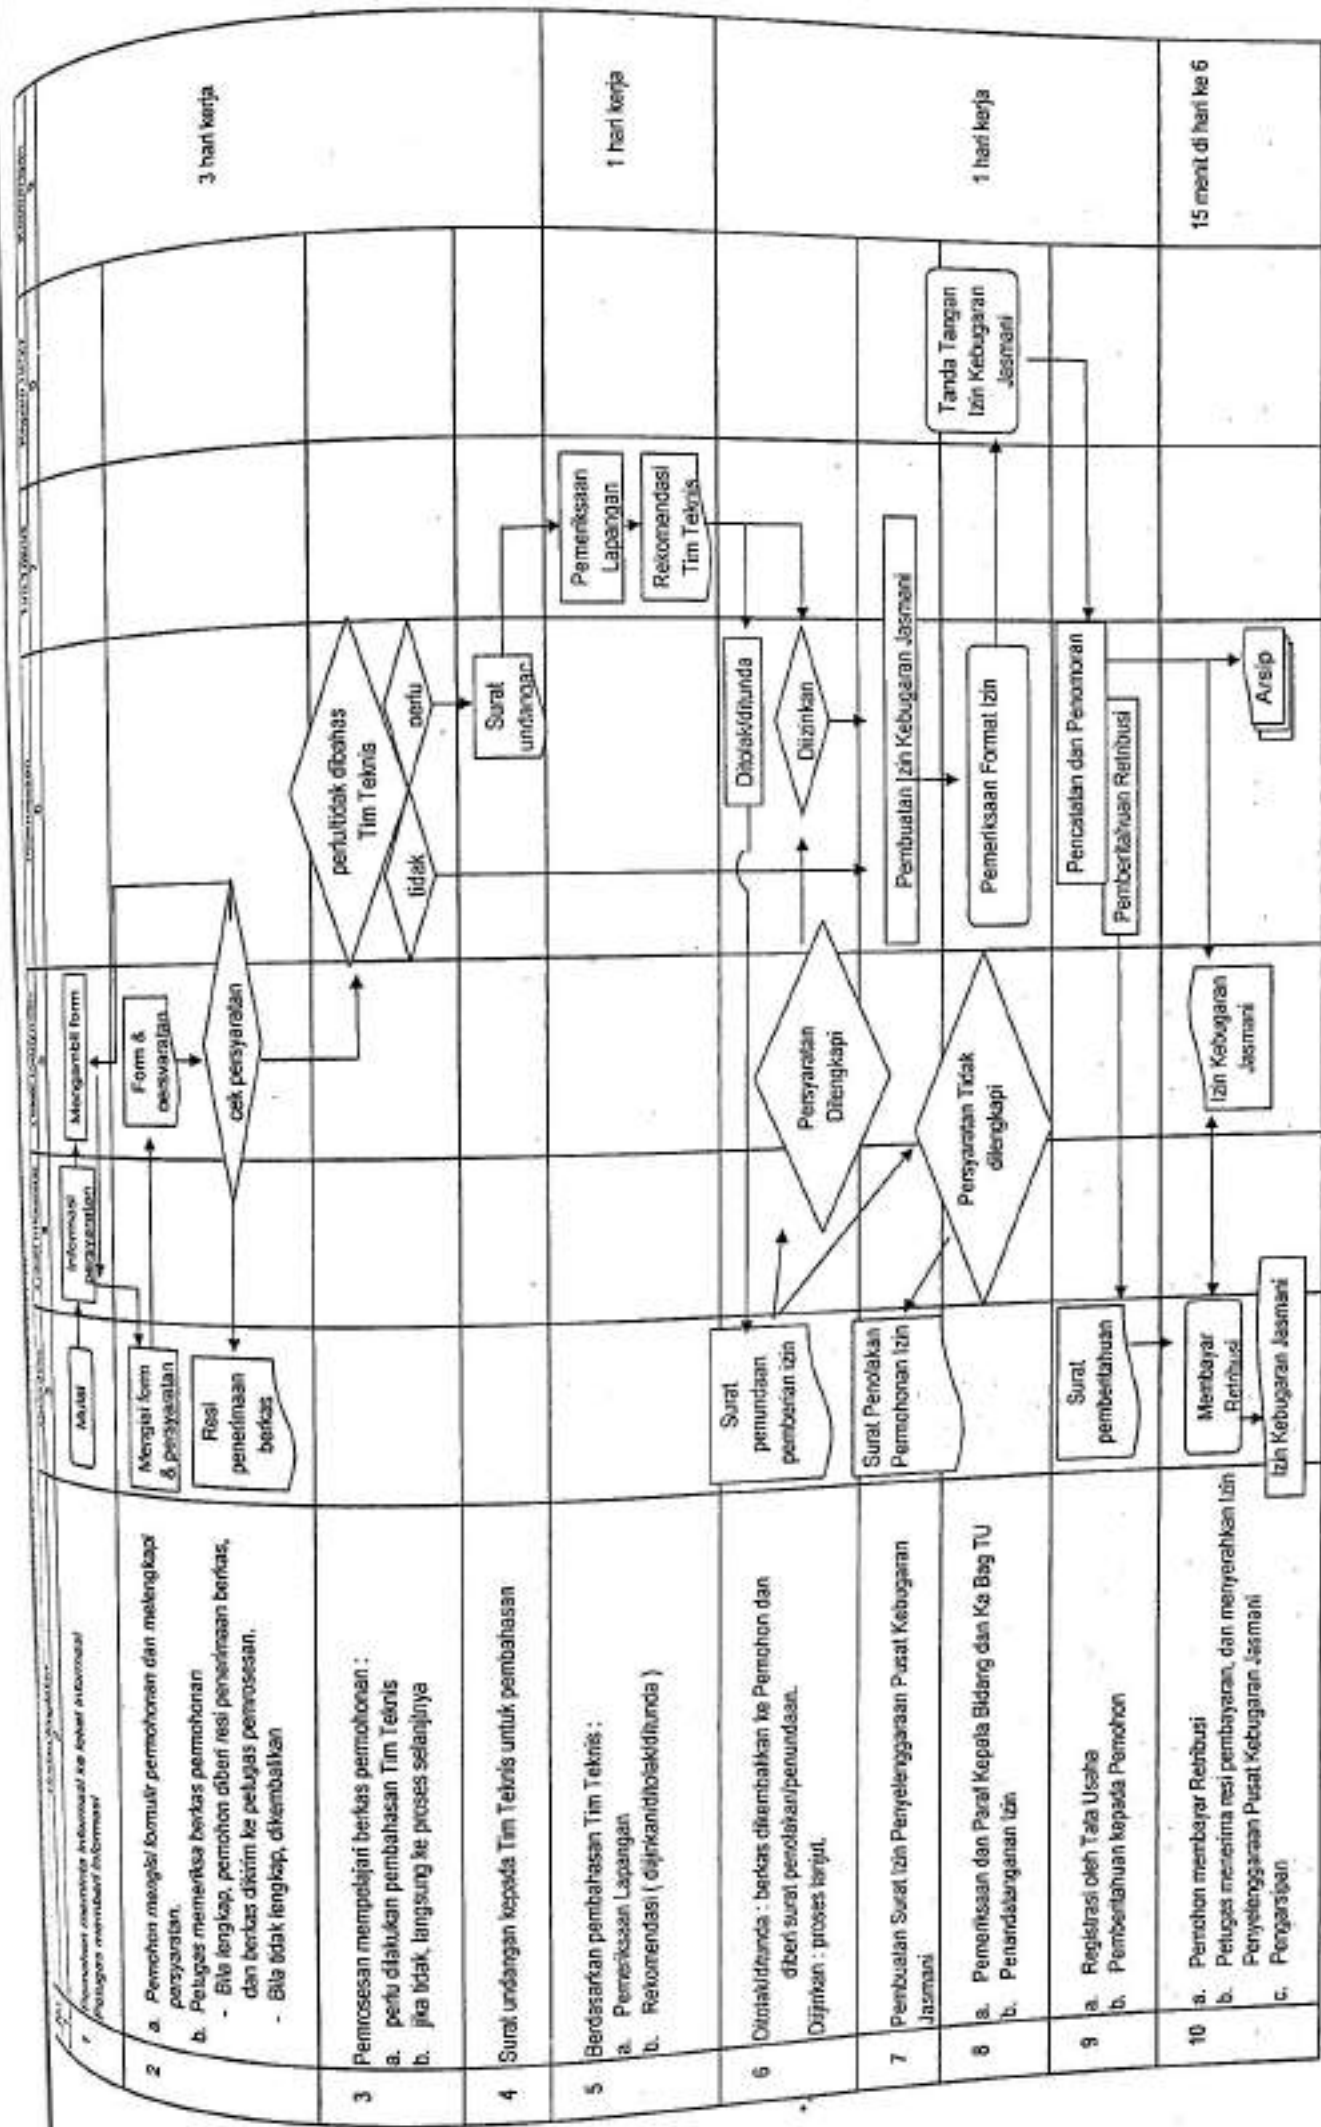 1
Pemohon meminta informasi ke loket informasi
Petugas memberi informasi
Mulai
Informasi
persyaratan
Mengambil form
2
a. Pemohon mengisi formulir permohonan dan melengkapi
persyaratan.
b. Petugas memeriksa berkas permohonan
- Bila lengkap, pemohon diberi resi penerimaan berkas,
dan berkas dikirim ke petugas pemrosesan.
- Bila tidak lengkap, dikembalikan
Mengisi form
& persyaratan
Resi
penerimaan
berkas
Form &
persyaratan
cek persyaratan
3 hari kerja
3
Pemrosesan mempelajari berkas permohonan :
a. perlu dilakukan pembahasan Tim Teknis
b. jika tidak, langsung ke proses selanjutnya
perlu/tidak dibahas
Tim Teknis
tidak
perlu
4
Surat undangan kepada Tim Teknis untuk pembahasan
Surat
undangan
5
Berdasarkan pembahasan Tim Teknis :
a. Pemeriksaan Lapangan
b. Rekomendasi ( diijinkan/ditolak/ditunda )
Pemeriksaan
Lapangan
Rekomendasi
Tim Teknis
1 hari kerja
6
Ditolak/ditunda : berkas dikembalikan ke Pemohon dan
diberi surat penolakan/penundaan.
Diijinkan : proses lanjut.
Surat
penundaan
pemberian izin
Persyaratan
Dilengkapi
Ditolak/ditunda
Diizinkan
7
Pembuatan Surat Izin Penyelenggaraan Pusat Kebugaran
Jasmani
Surat Penolakan
Permohonan Izin
Pembuatan Izin Kebugaran Jasmani
8
a. Pemeriksaan dan Paraf Kepala Bidang dan Ka Bag TU
b. Penandatanganan Izin
Persyaratan Tidak
dilengkapi
Pemeriksaan Format Izin
Tanda Tangan
Izin Kebugaran
Jasmani
1 hari kerja
9
a. Registrasi oleh Tata Usaha
b. Pemberitahuan kepada Pemohon
Surat
pemberitahuan
Pencatatan dan Penomoran
Pemberitahuan Retribusi
10
a. Pemohon membayar Retribusi
b. Petugas menerima resi pembayaran, dan menyerahkan Izin
Penyelenggaraan Pusat Kebugaran Jasmani
c. Pengarsipan
Membayar
Retribusi
Izin Kebugaran Jasmani
Izin Kebugaran
Jasmani
Arsip
15 menit di hari ke 6